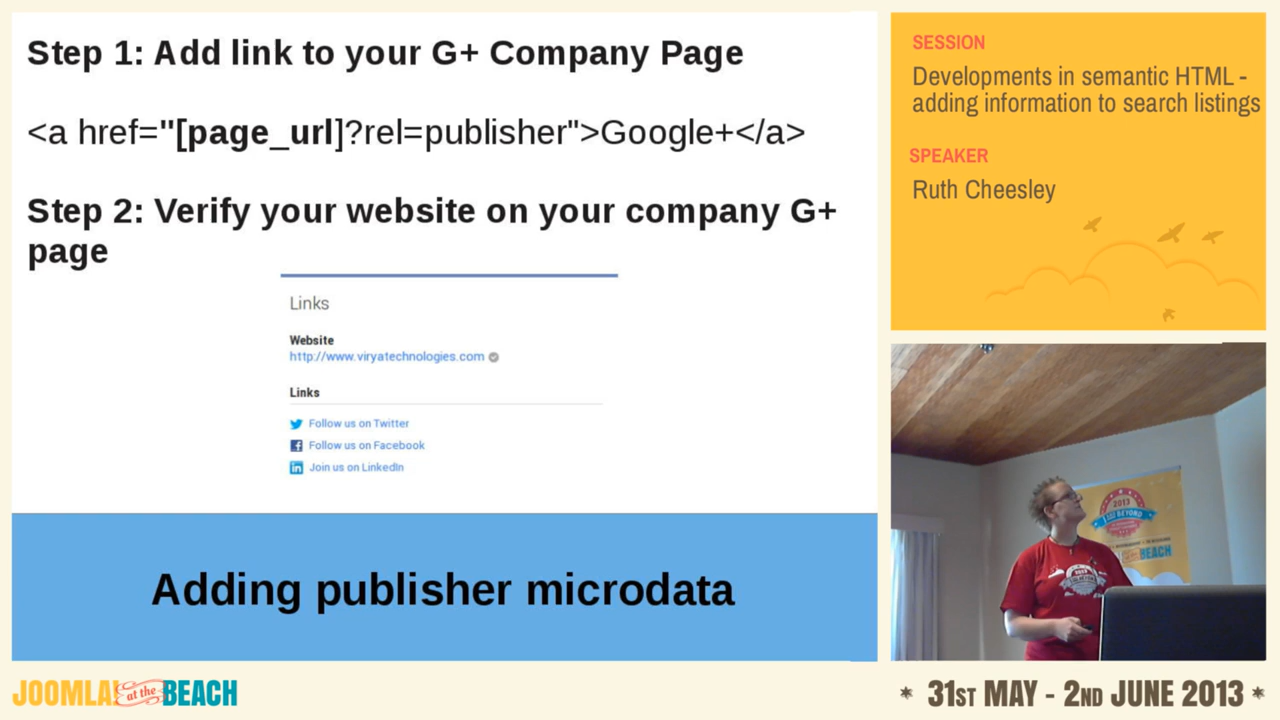 Step 1: Add link to your G+ Company Page
<a href="[page_url]?rel=publisher">Google+</a>
Step 2: Verify your website on your company G+
page
Links
Website
http://www.viryatechnologies.com
Links
Follow us on Twitter
Follow us on Facebook
Join us on LinkedIn
Adding publisher microdata
SESSION
Developments in semantic HTML -
adding information to search listings
SPEAKER
Ruth Cheesley
2013
BEYOND
BEACH
JOOMLA! at the BEACH
* 31ST MAY - 2ND JUNE 2013 *